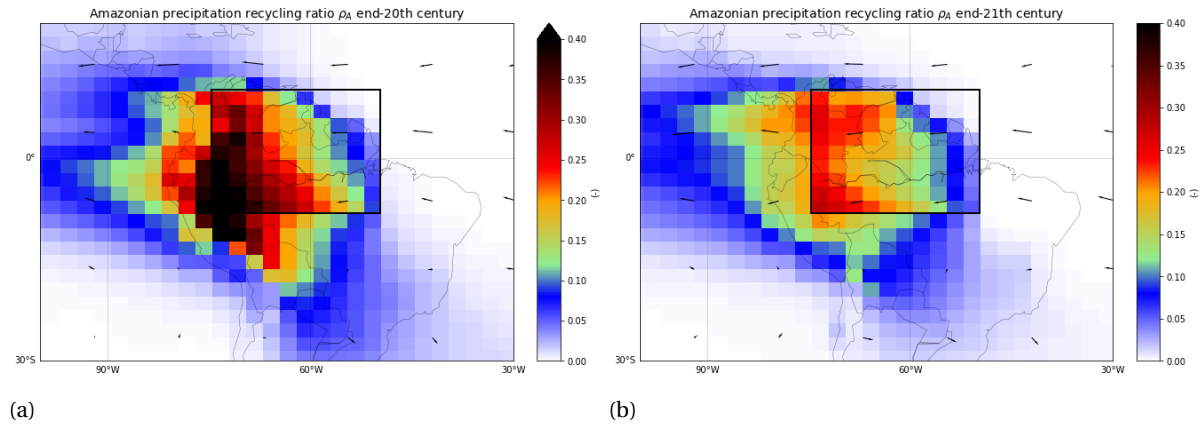 Amazonian precipitation recycling ratio ρA end-20th century
0.40
0.35
0.30
0.25
0.20
0.15
0.10
0.05
0.00
(-)
0°
30°S
90°W
60°W
30°W
(a)
Amazonian precipitation recycling ratio ρA end-21th century
0.40
0.35
0.30
0.25
0.20
0.15
0.10
0.05
0.00
(-)
0°
30°S
90°W
60°W
30°W
(b)